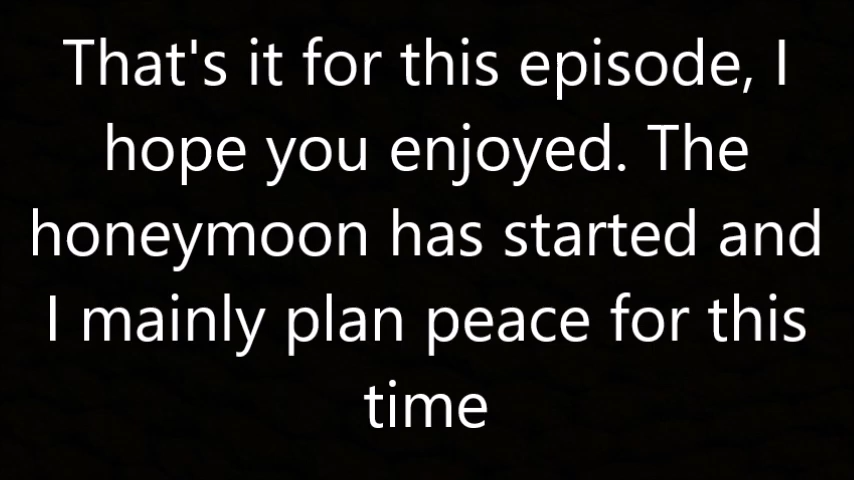 That's it for this episode, I
hope you enjoyed. The
honeymoon has started and
I mainly plan peace for this
time